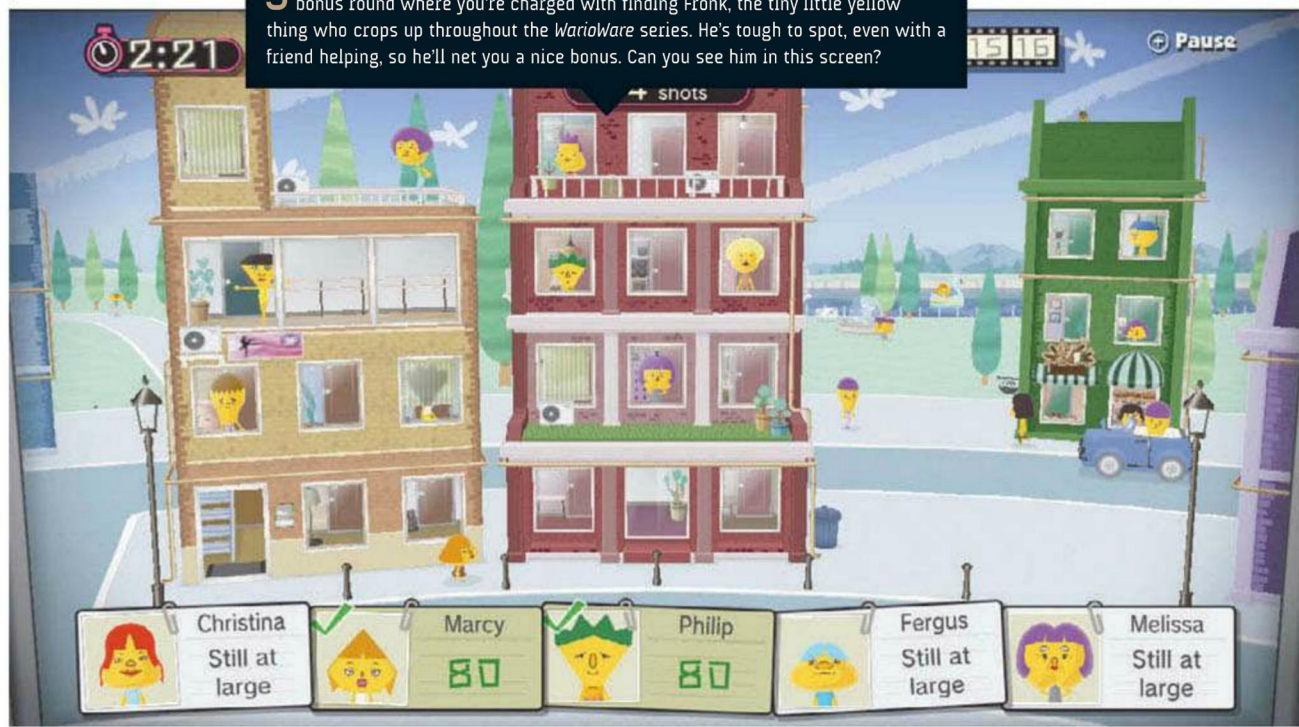 bonus round where you're charged with finding Fronk, the tiny little yellow
thing who crops up throughout the WarioWare series. He's tough to spot, even with a
friend helping, so he'll net you a nice bonus. Can you see him in this screen?
2:21
15 16
+ Pause
4 shots
Christina
Still at
large
Marcy
80
Philip
80
Fergus
Still at
large
Melissa
Still at
large